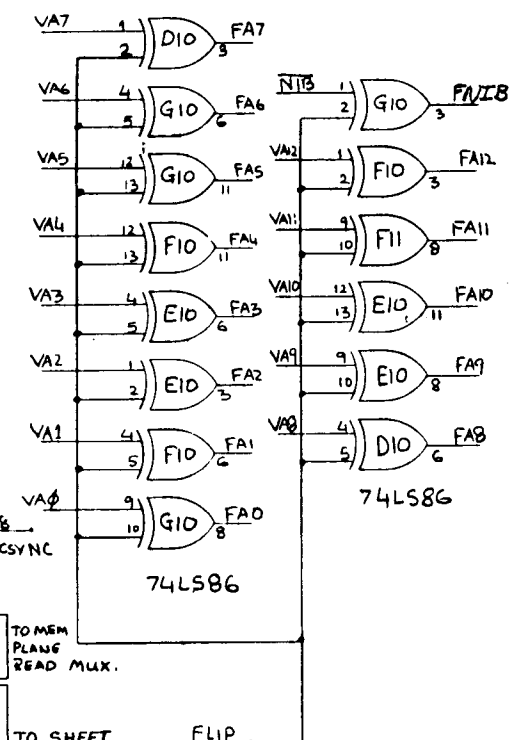 VA7 1 2 D10 3 FA7
VA6 4 5 G10 6 FA6
VA5 12 13 G10 11 FA5
VA4 12 13 F10 11 FA4
VA3 4 5 E10 6 FA3
VA2 1 2 E10 3 FA2
VA1 4 5 F10 6 FA1
VAØ 9 10 G10 8 FA0
74LS86
N̅I̅B̅ 1 2 G10 3 FNIB
VA12 1 2 F10 3 FA12
VA11 9 10 F11 8 FA11
VA10 12 13 E10 11 FA10
VA9 9 10 E10 8 FA9
VA8 4 5 D10 6 FA8
74LS86
CSYNC
TO MEM
PLANE
READ MUX.
TO SHEET
FLIP